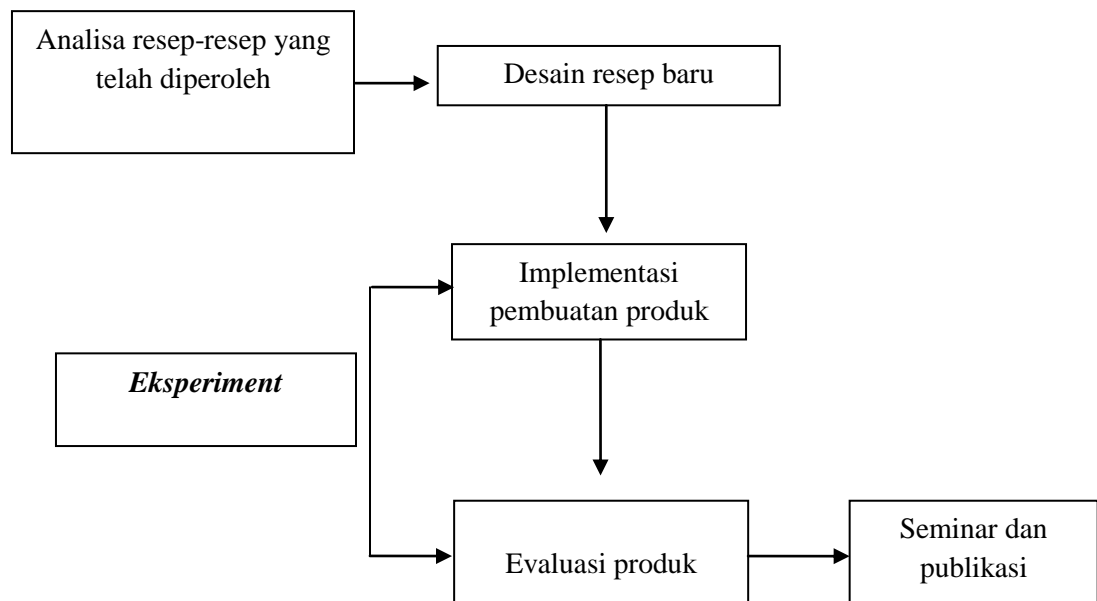 Analisa resep-resep yang
telah diperoleh
Desain resep baru
Implementasi
pembuatan produk
Eksperiment
Evaluasi produk
Seminar dan
publikasi